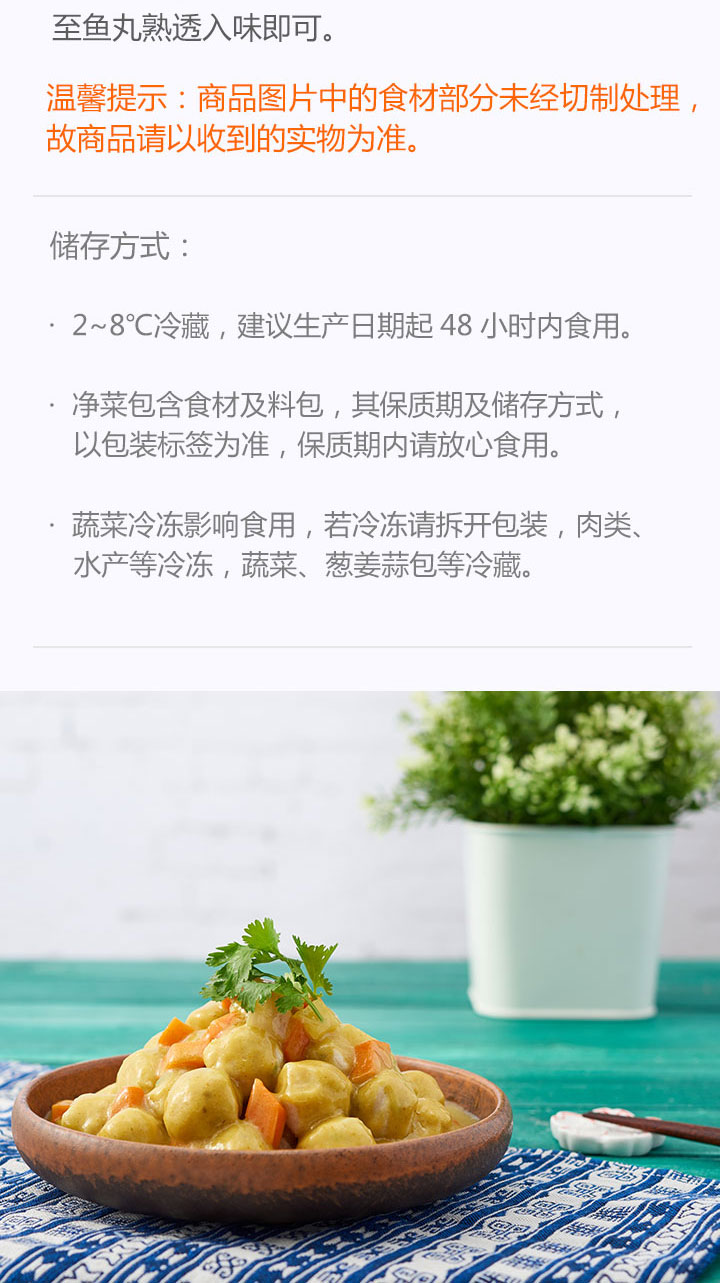 至鱼丸熟透入味即可。
温馨提示：商品图片中的食材部分未经切制处理，
故商品请以收到的实物为准。
储存方式：
· 2~8℃冷藏，建议生产日期起 48 小时内食用。
· 净菜包含食材及料包，其保质期及储存方式，
以包装标签为准，保质期内请放心食用。
· 蔬菜冷冻影响食用，若冷冻请拆开包装，肉类、
水产等冷冻，蔬菜、葱姜蒜包等冷藏。